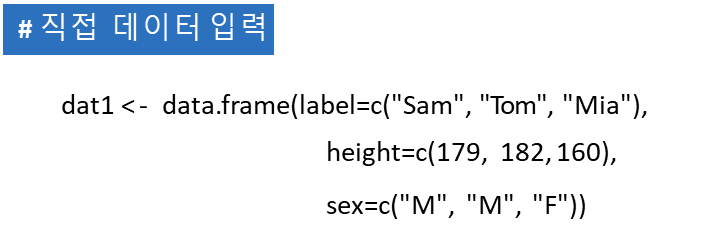 # 직접 데이터 입력
dat1 <- data.frame(label=c("Sam", "Tom", "Mia"),
height=c(179, 182, 160),
sex=c("M", "M", "F"))